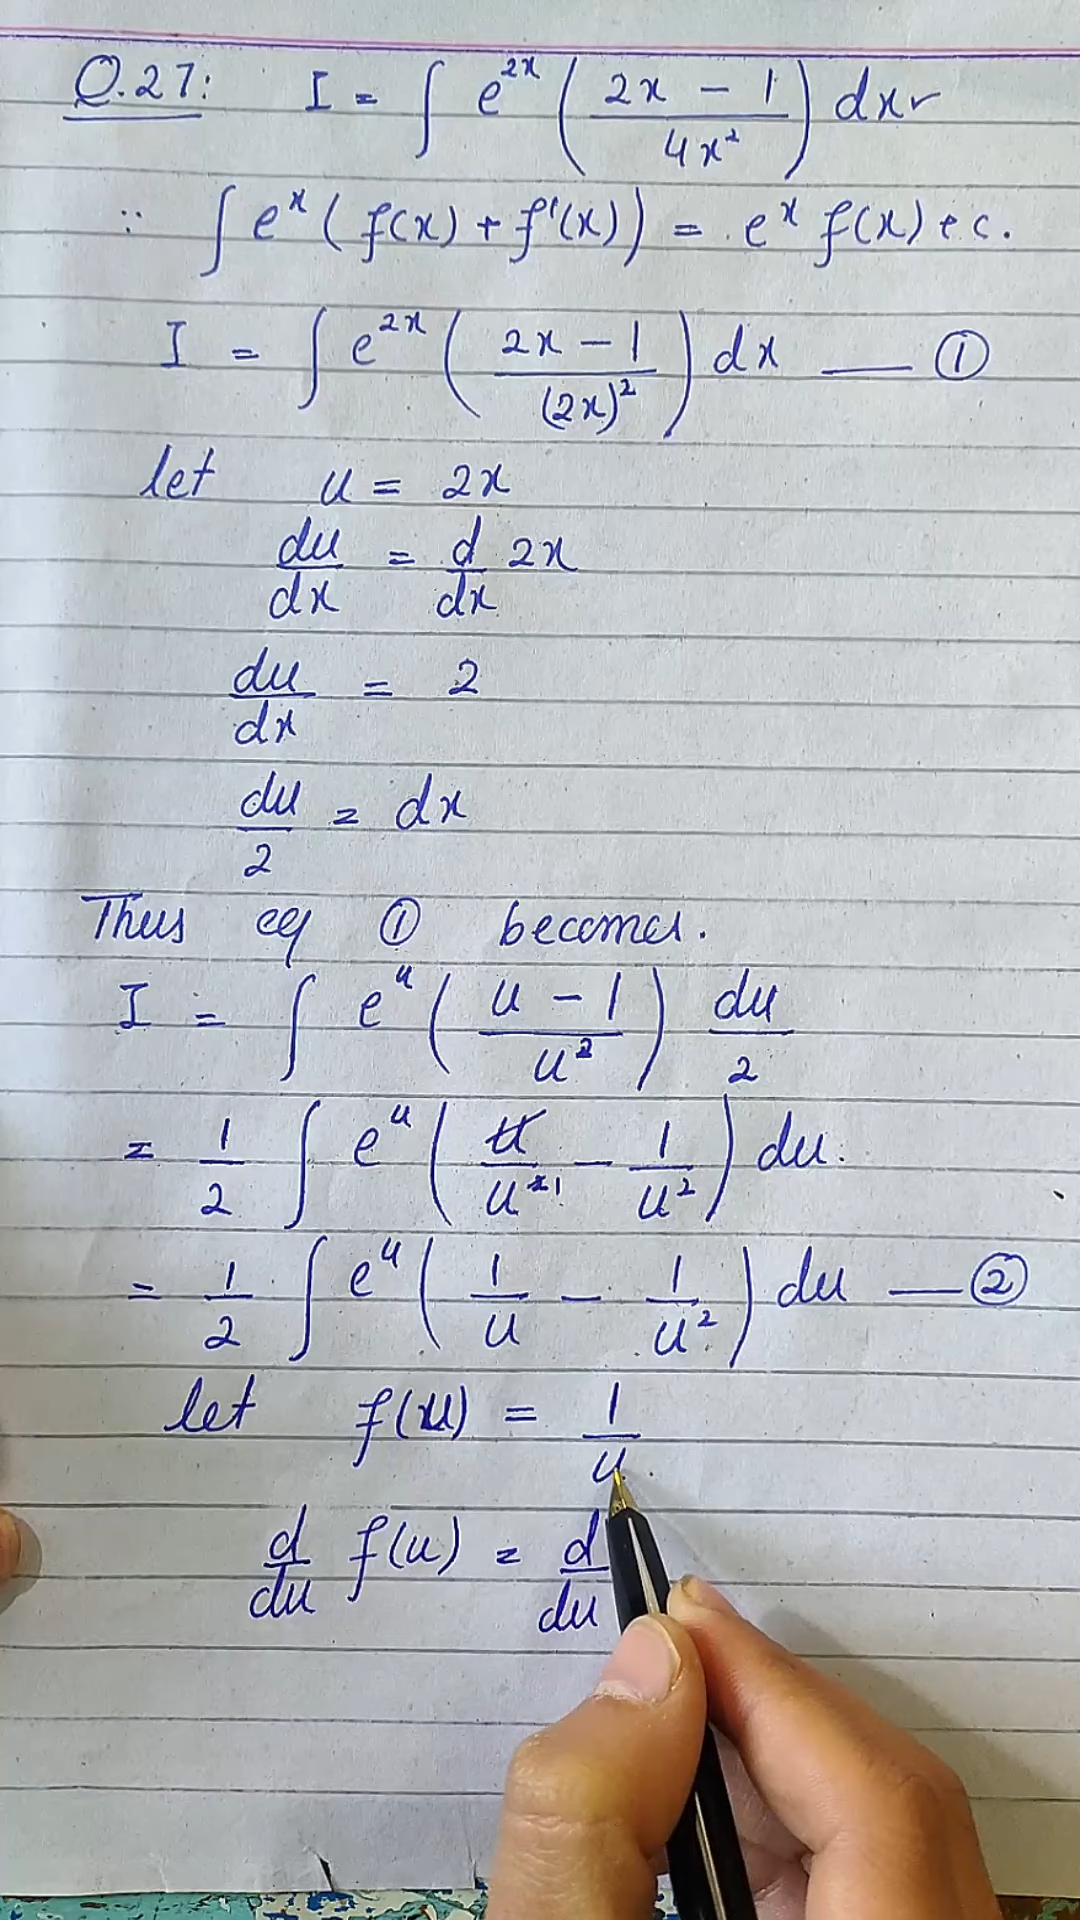 Q.27: I = ∫ e^{2x} ( (2x - 1)/(4x²) ) dx
∵ ∫ e^x ( f(x) + f'(x) ) = e^x f(x) + c.
I = ∫ e^{2x} ( (2x - 1)/((2x)²) ) dx —— ①
let u = 2x
du/dx = d/dx 2x
du/dx = 2
du/2 = dx
Thus eq ① becomes.
I = ∫ e^u ( (u - 1)/(u²) ) du/2
= 1/2 ∫ e^u ( u/u^{2 1} - 1/u² ) du.
= 1/2 ∫ e^u ( 1/u - 1/u² ) du —— ②
let f(u) = 1/u
d/du f(u) = d/du